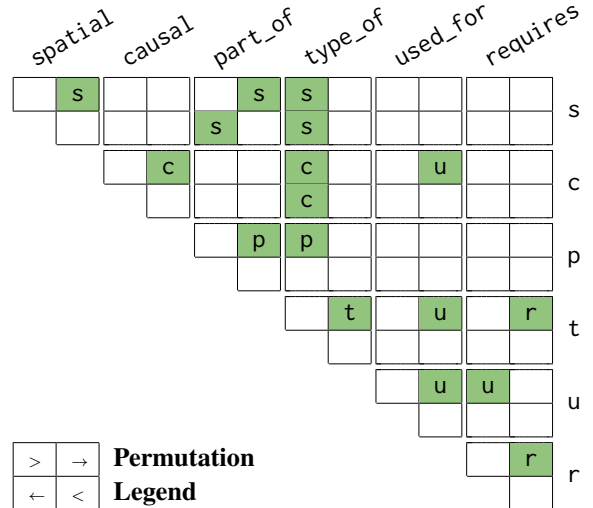 spatial causal part_of type_of used_for requires
s s s s
s s
c c u c
c
p p p
t u r t
u u u
> → Permutation r r
← < Legend